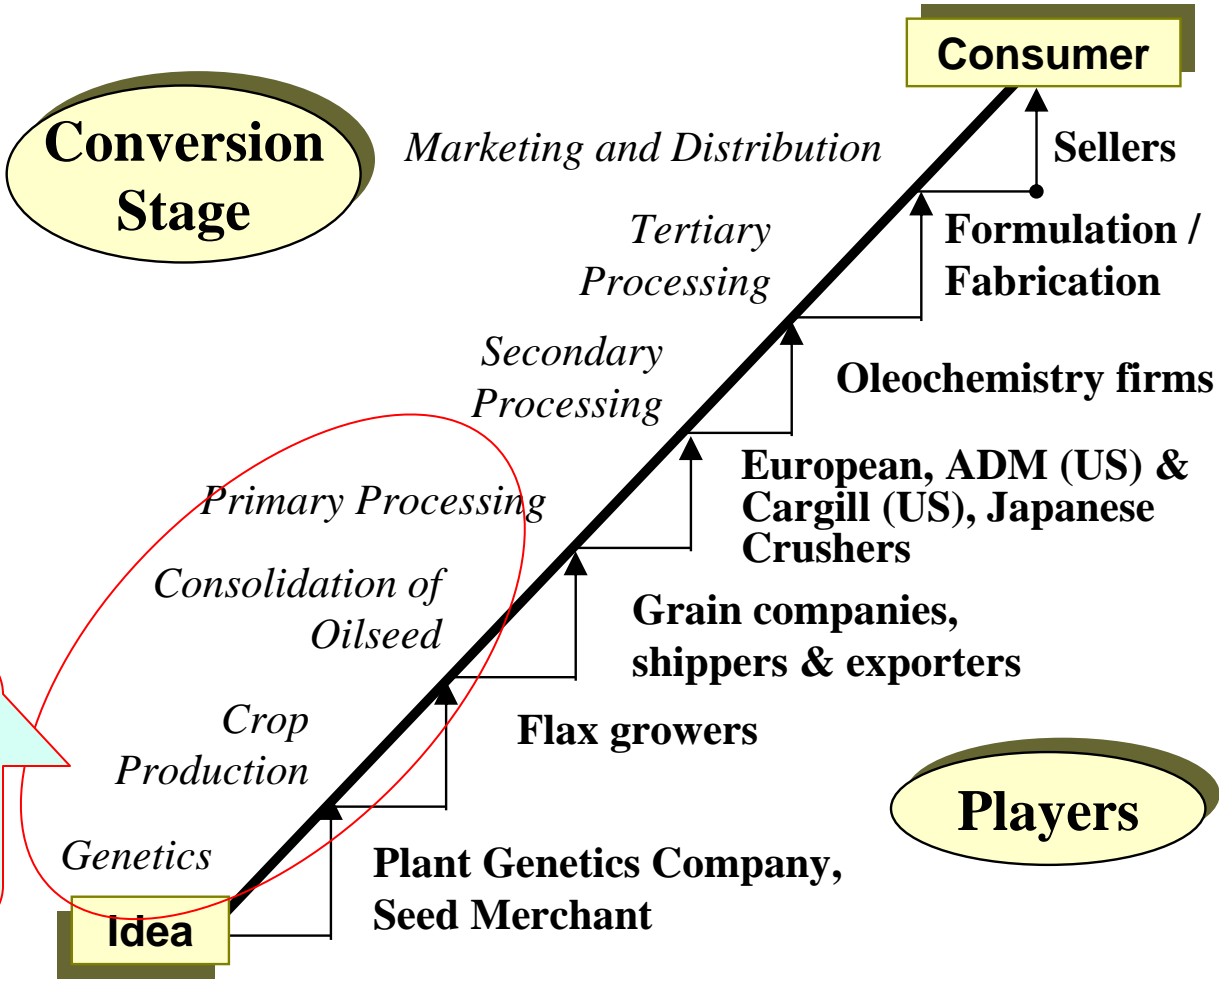 Consumer
Conversion
Stage
Marketing and Distribution
Sellers
Tertiary
Processing
Formulation /
Fabrication
Secondary
Processing
Oleochemistry firms
Primary Processing
European, ADM (US) &
Cargill (US), Japanese
Crushers
Consolidation of
Oilseed
Grain companies,
shippers & exporters
Crop
Production
Flax growers
Players
Genetics
Plant Genetics Company,
Seed Merchant
Idea